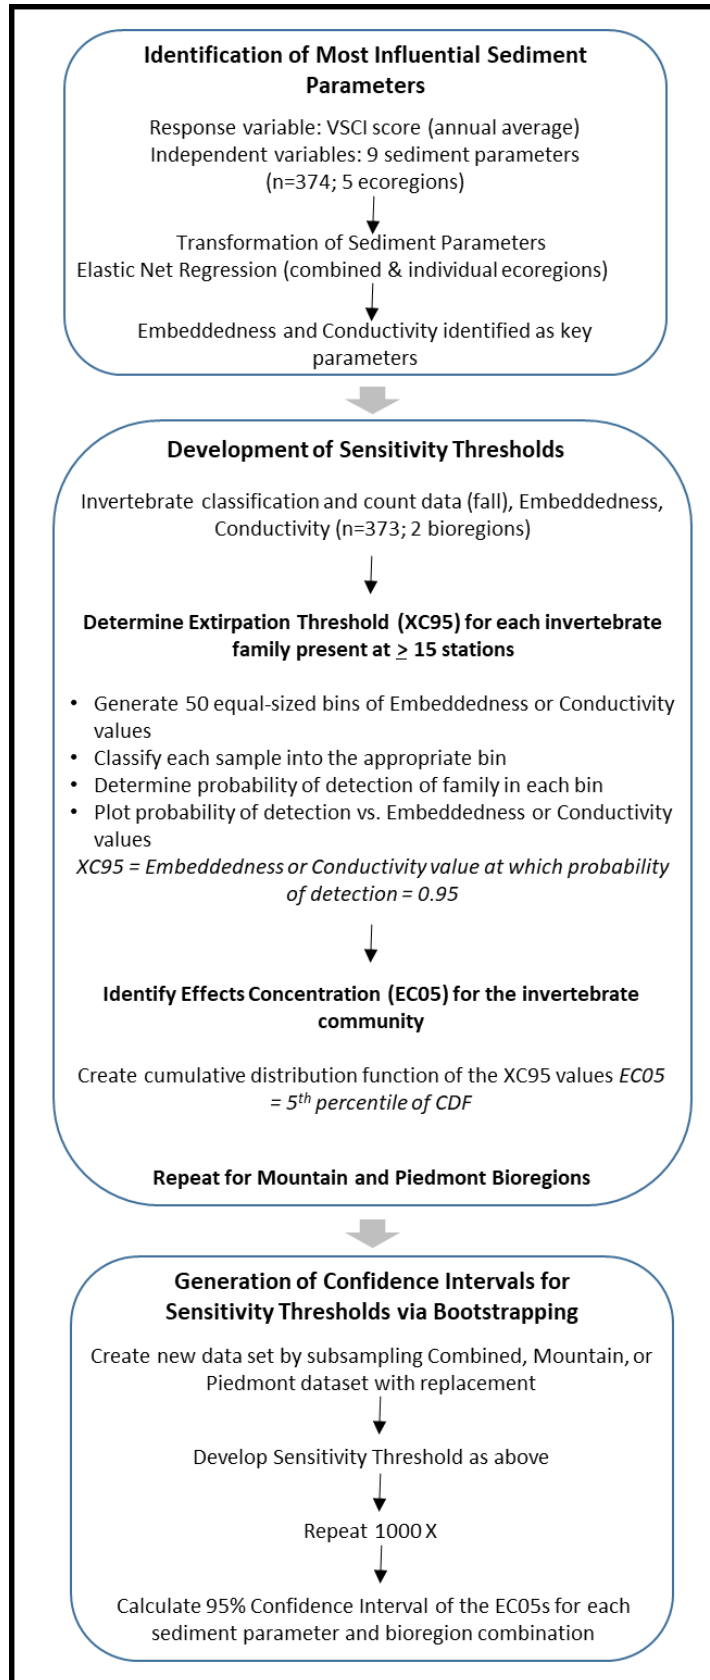 Identification of Most Influential Sediment
Parameters
Response variable: VSCI score (annual average)
Independent variables: 9 sediment parameters
(n=374; 5 ecoregions)
Transformation of Sediment Parameters
Elastic Net Regression (combined & individual ecoregions)
Embeddedness and Conductivity identified as key
parameters
Development of Sensitivity Thresholds
Invertebrate classification and count data (fall), Embeddedness,
Conductivity (n=373; 2 bioregions)
Determine Extirpation Threshold (XC95) for each invertebrate
family present at ≥ 15 stations
• Generate 50 equal-sized bins of Embeddedness or Conductivity
values
• Classify each sample into the appropriate bin
• Determine probability of detection of family in each bin
• Plot probability of detection vs. Embeddedness or Conductivity
values
XC95 = Embeddedness or Conductivity value at which probability
of detection = 0.95
Identify Effects Concentration (EC05) for the invertebrate
community
Create cumulative distribution function of the XC95 values EC05
= 5th percentile of CDF
Repeat for Mountain and Piedmont Bioregions
Generation of Confidence Intervals for
Sensitivity Thresholds via Bootstrapping
Create new data set by subsampling Combined, Mountain, or
Piedmont dataset with replacement
Develop Sensitivity Threshold as above
Repeat 1000 X
Calculate 95% Confidence Interval of the EC05s for each
sediment parameter and bioregion combination